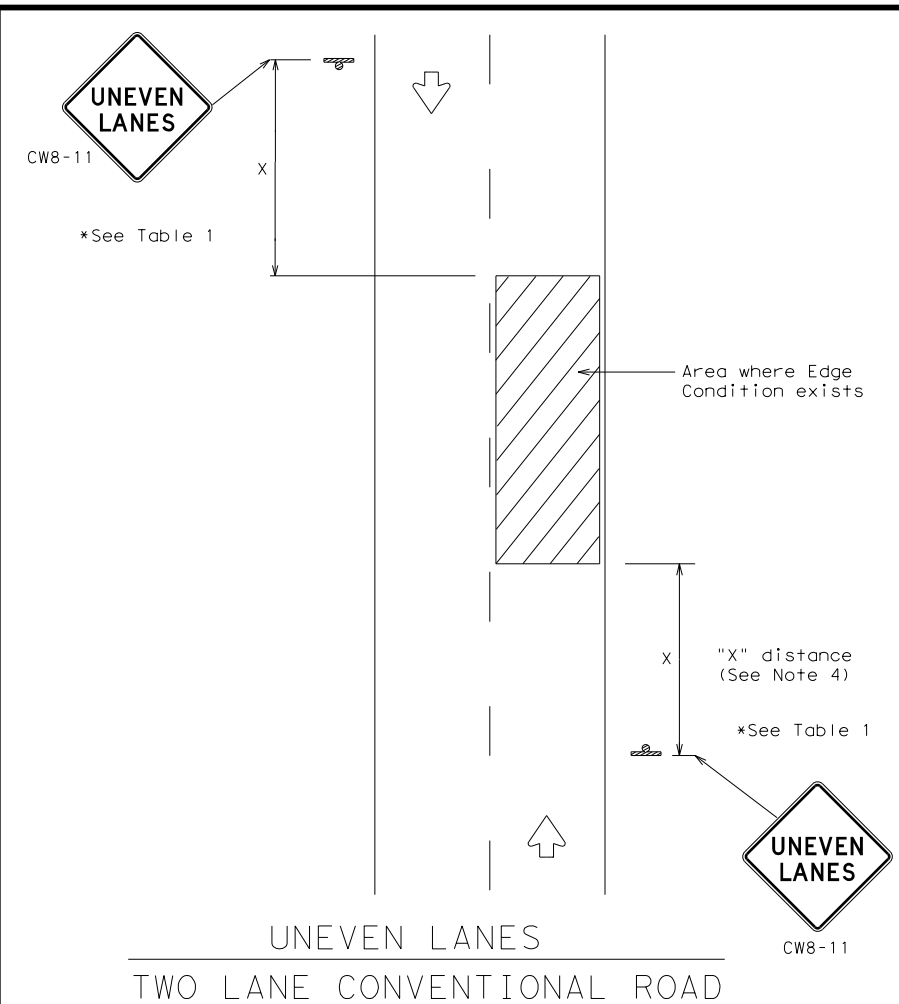 UNEVEN
LANES
CW8-11
X
*See Table 1
Area where Edge
Condition exists
X
"X" distance
(See Note 4)
*See Table 1
UNEVEN
LANES
CW8-11
UNEVEN LANES
TWO LANE CONVENTIONAL ROAD